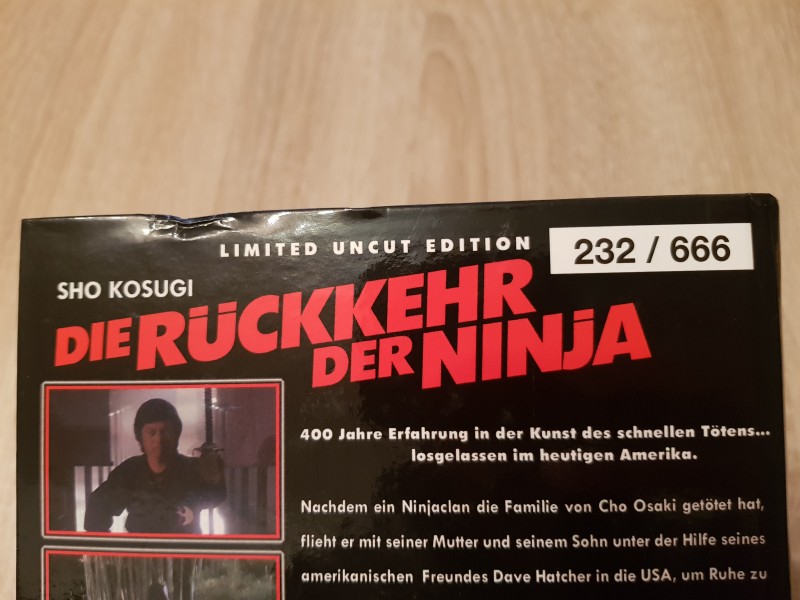 LIMITED UNCUT EDITION
232 / 666
SHO KOSUGI
DIE RÜCKKEHR
DER NINJA
400 Jahre Erfahrung in der Kunst des schnellen Tötens...
losgelassen im heutigen Amerika.
Nachdem ein Ninjaclan die Familie von Cho Osaki getötet hat,
flieht er mit seiner Mutter und seinem Sohn unter der Hilfe seines
amerikanischen Freundes Dave Hatcher in die USA, um Ruhe zu